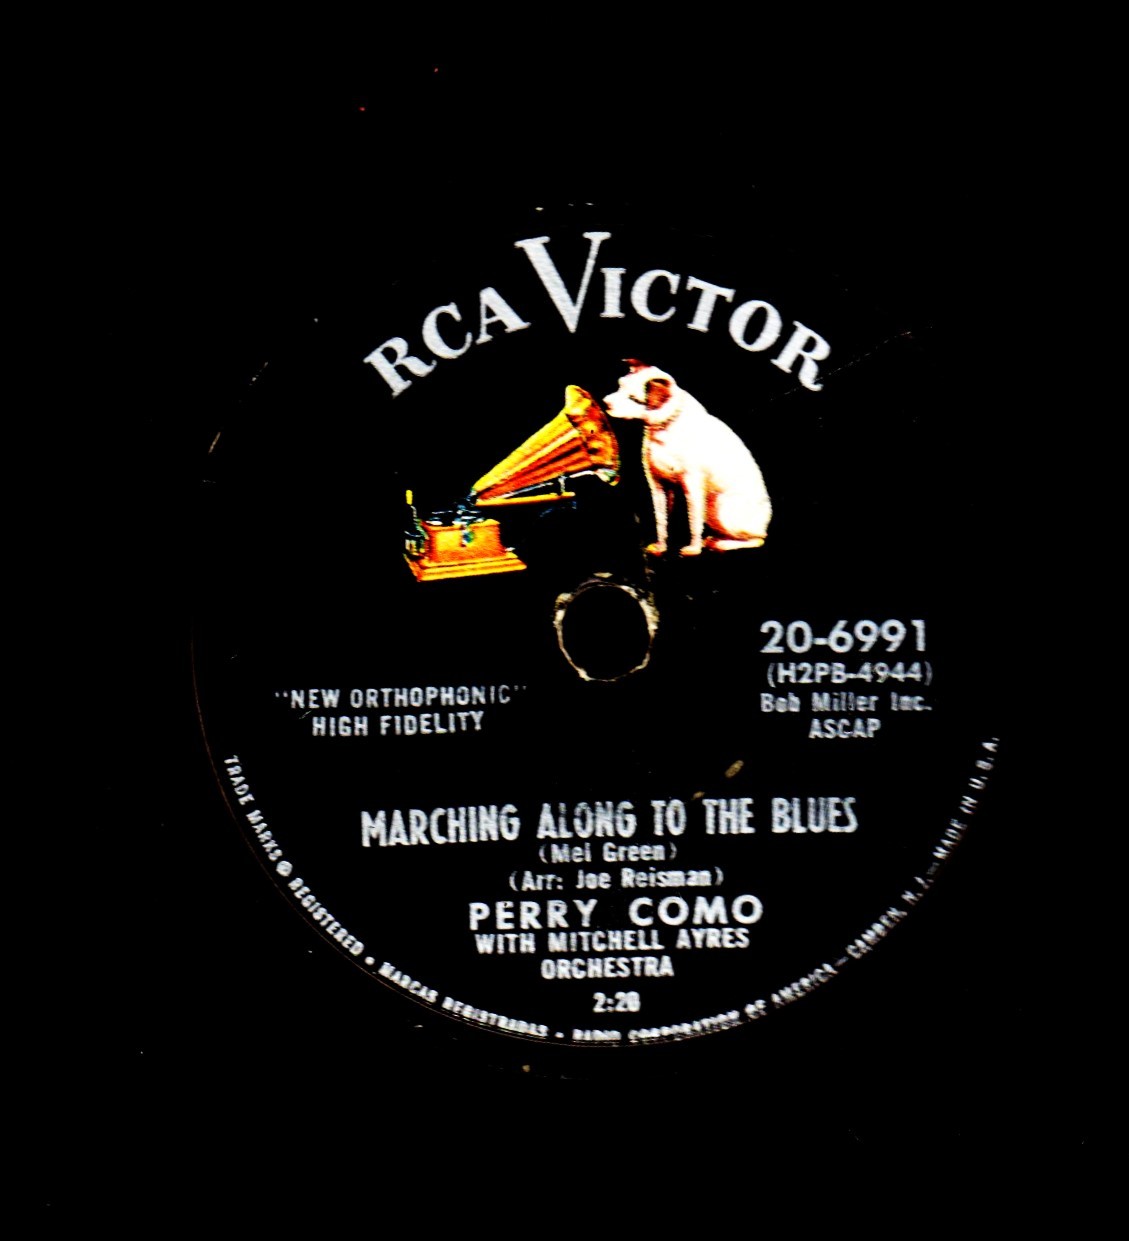 RCA VICTOR
20-6991
(H2PB-4944)
Bob Miller Inc.
ASCAP
"NEW ORTHOPHONIC"
HIGH FIDELITY
MARCHING ALONG TO THE BLUES
(Mel Green)
(Arr: Joe Reisman)
PERRY COMO
WITH MITCHELL AYRES
ORCHESTRA
2:20
TRADE MARKS ® REGISTERED • MARCAS REGISTRADAS • RADIO CORPORATION OF AMERICA — CAMDEN, N. J. — MADE IN U. S. A.